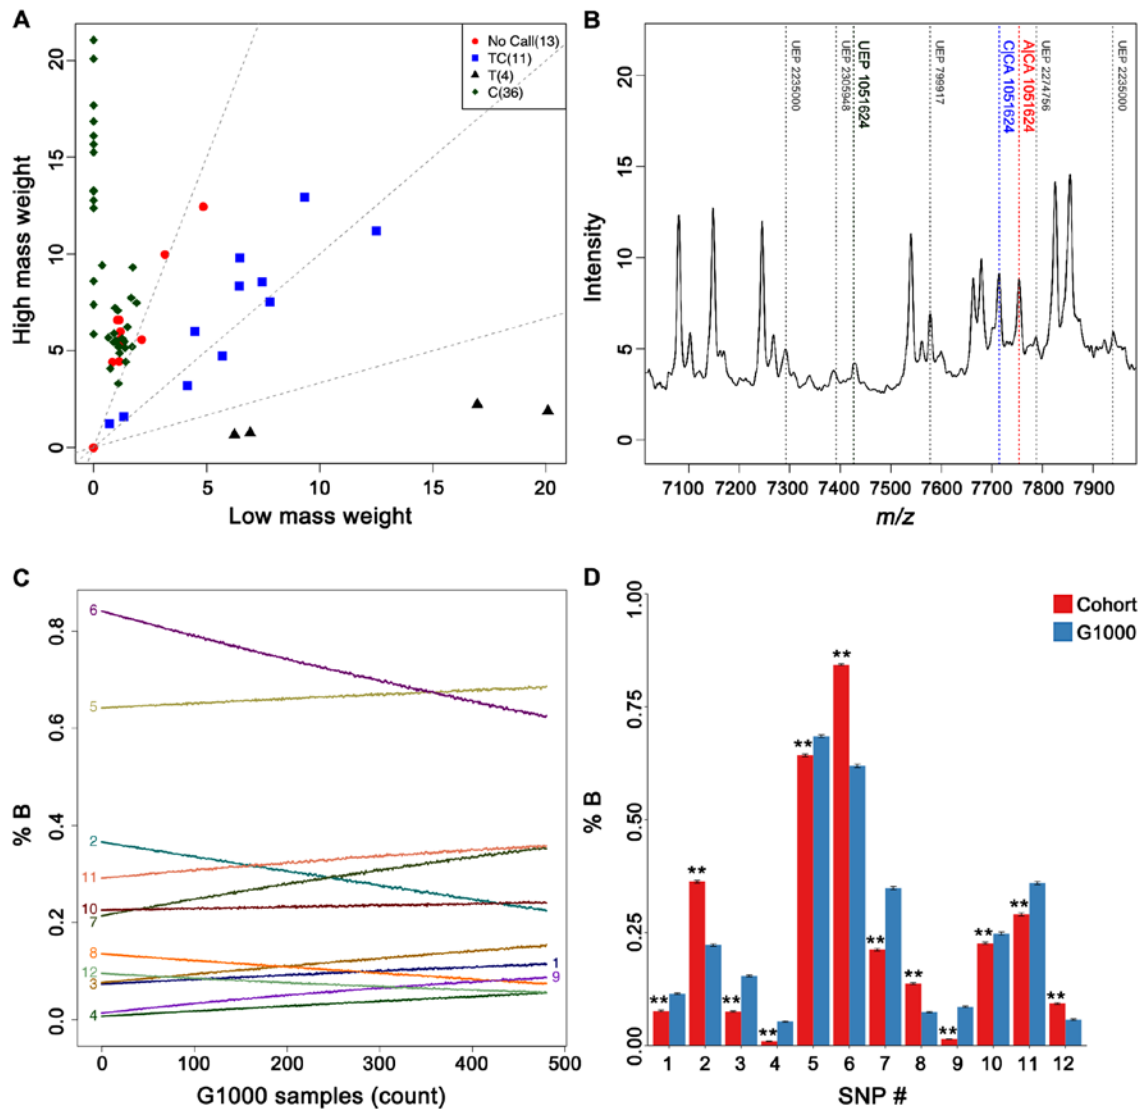 A
High mass weight
20
15
10
5
0
No Call(13)
TC(11)
T(4)
C(36)
0 5 10 15 20
Low mass weight
B
Intensity
20
15
10
5
0
UEP 2235000
UEP 2305948
UEP 1051624
UEP 799917
C|CA 1051624
A|CA 1051624
UEP 2274756
UEP 2235000
7100 7200 7300 7400 7500 7600 7700 7800 7900
m/z
C
% B
0.8
0.6
0.4
0.2
0.0
6
5
2
11
10
7
8
12
3
4
1
9
0 100 200 300 400 500
G1000 samples (count)
D
% B
1.00
0.75
0.50
0.25
0.00
Cohort
G1000
** ** ** ** ** ** ** ** ** ** ** **
1 2 3 4 5 6 7 8 9 10 11 12
SNP #